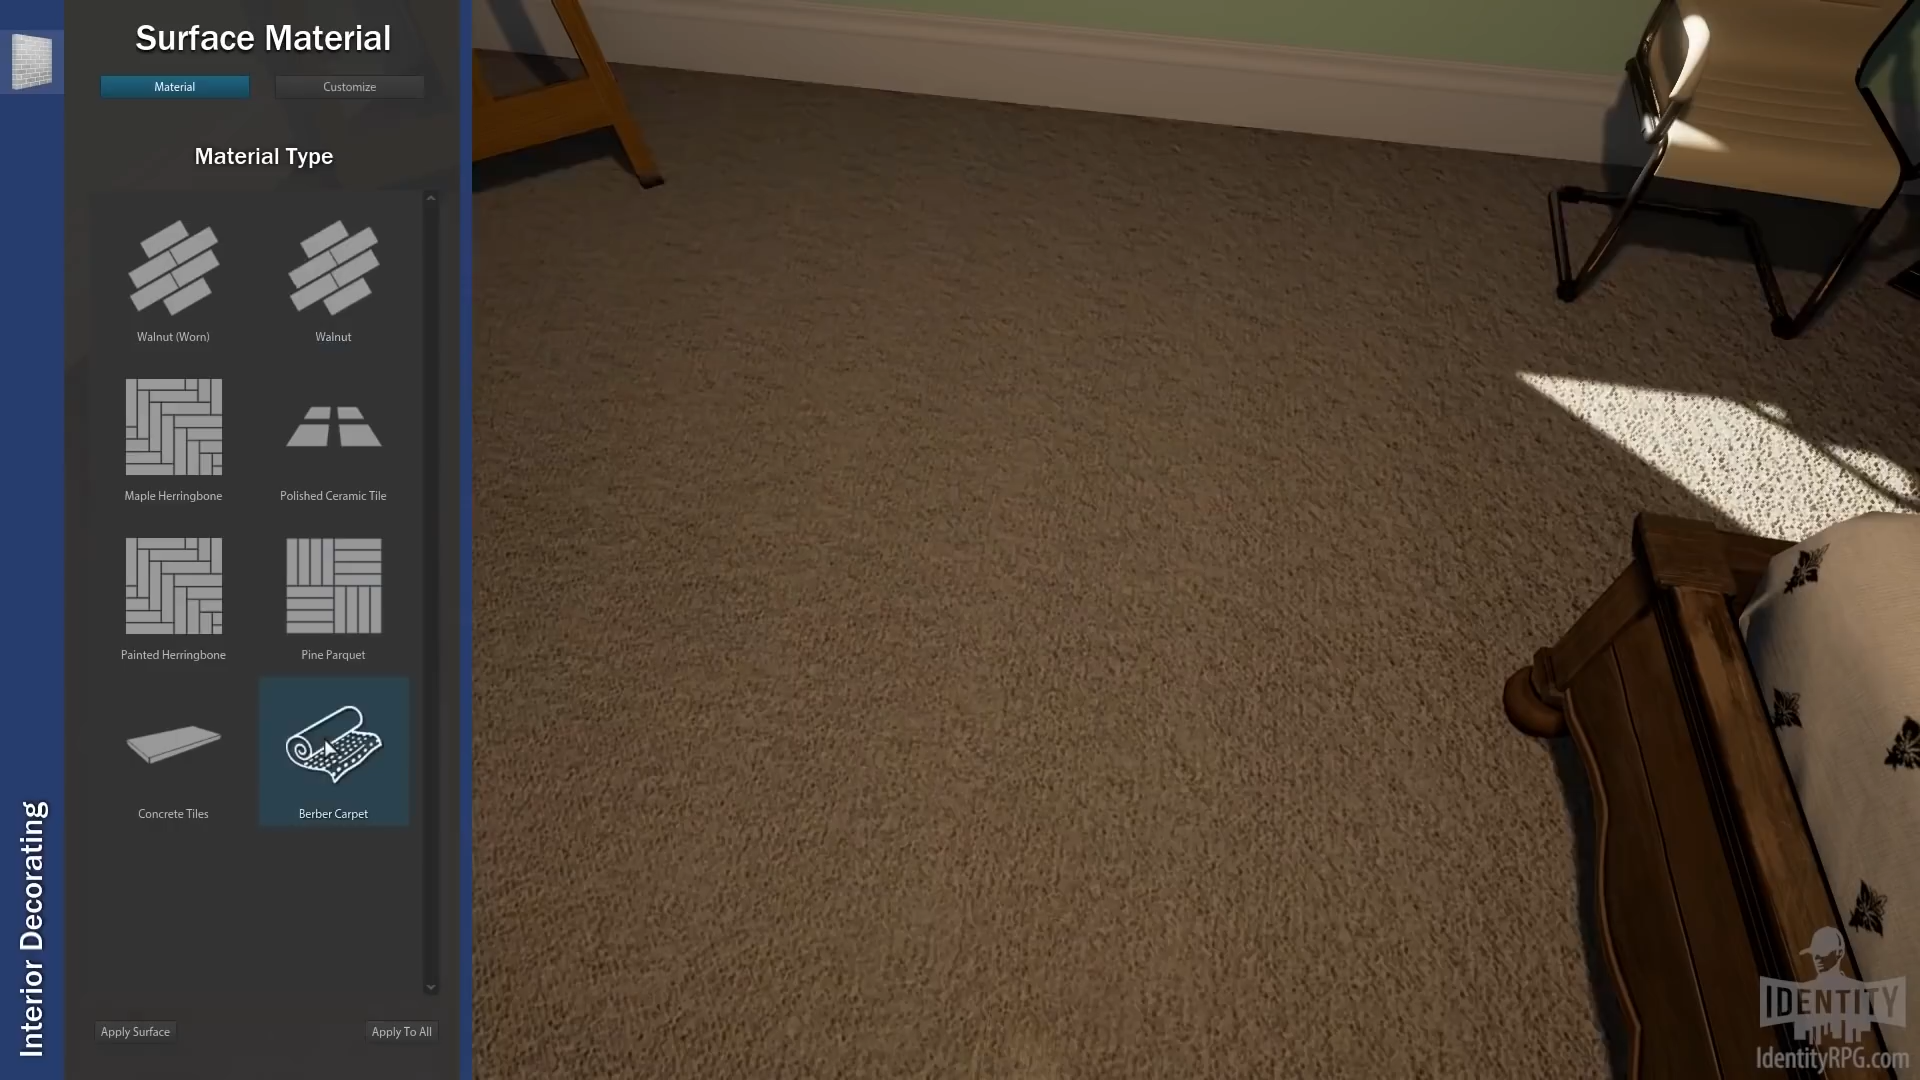 Surface Material
Material
Customize
Material Type
Walnut (Worn)
Walnut
Maple Herringbone
Polished Ceramic Tile
Painted Herringbone
Pine Parquet
Concrete Tiles
Berber Carpet
Apply Surface
Apply To All
Interior Decorating
IDENTITY
IdentityRPG.com